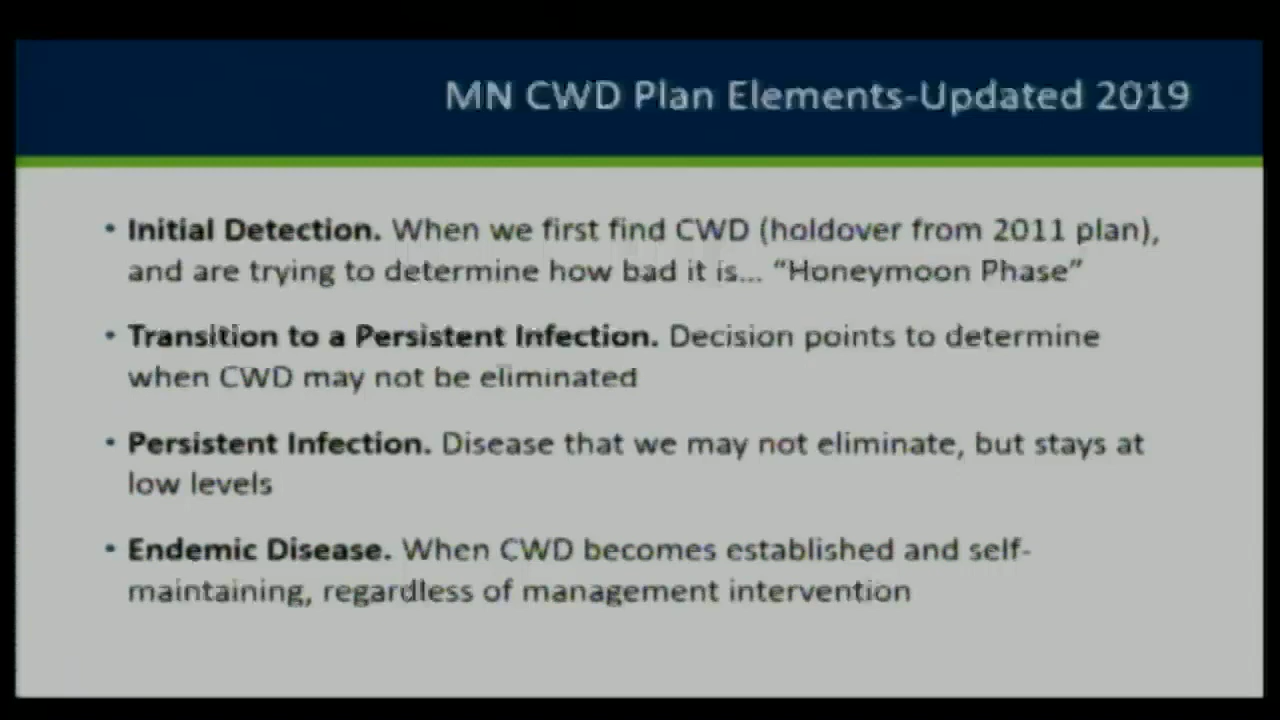 MN CWD Plan Elements-Updated 2019
• Initial Detection. When we first find CWD (holdover from 2011 plan),
and are trying to determine how bad it is... “Honeymoon Phase”
• Transition to a Persistent Infection. Decision points to determine
when CWD may not be eliminated
• Persistent Infection. Disease that we may not eliminate, but stays at
low levels
• Endemic Disease. When CWD becomes established and self-
maintaining, regardless of management intervention